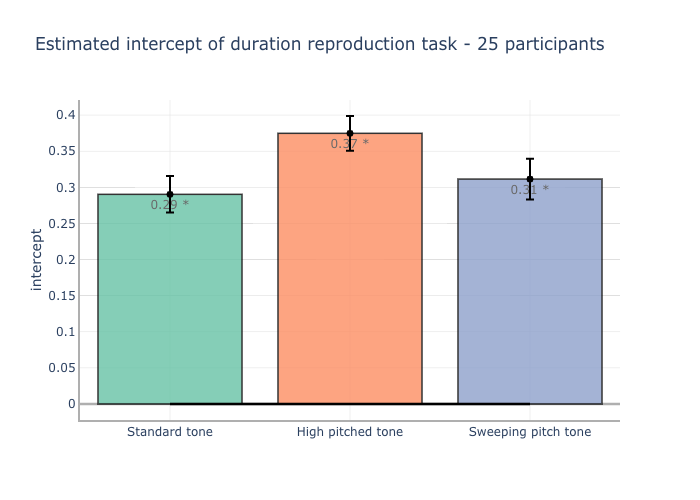 Estimated intercept of duration reproduction task - 25 participants
intercept
0.4
0.35
0.3
0.25
0.2
0.15
0.1
0.05
0
0.29 *
0.37 *
0.31 *
Standard tone
High pitched tone
Sweeping pitch tone